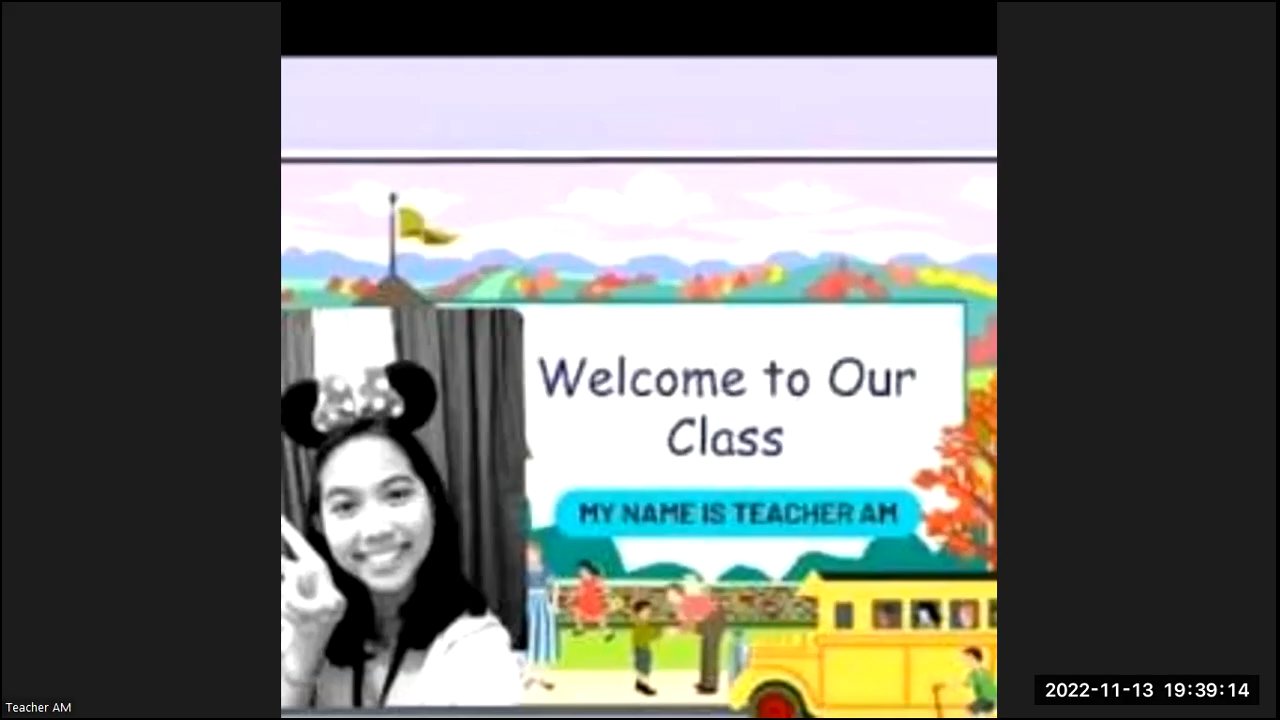 Welcome to Our
Class
MY NAME IS TEACHER AM
Teacher AM
2022-11-13 19:39:14